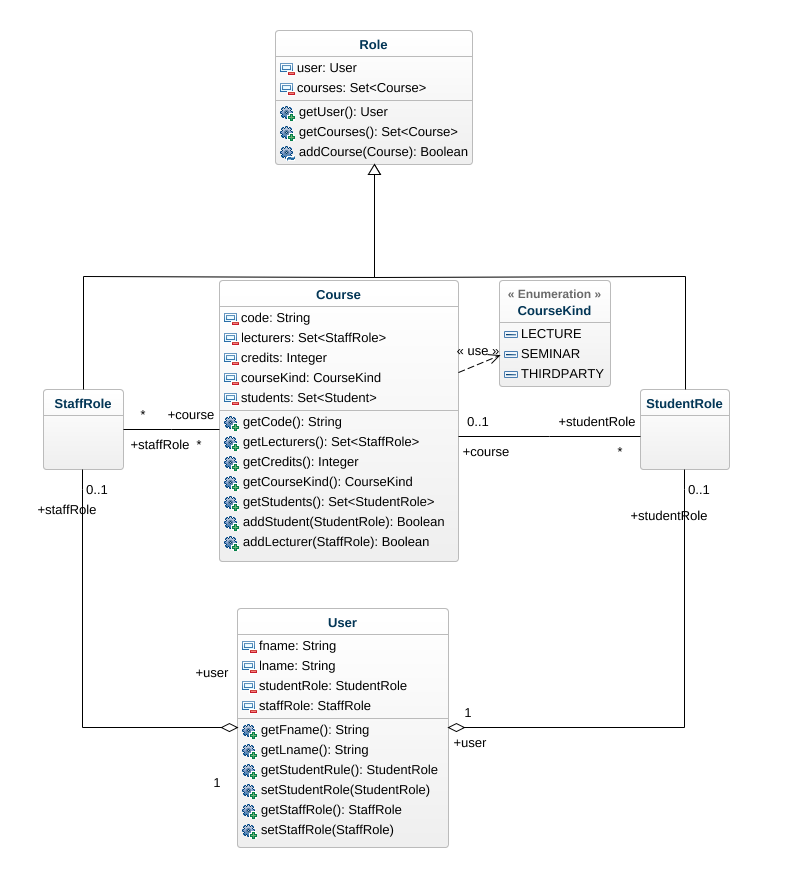 Role
user: User
courses: Set<Course>
getUser(): User
getCourses(): Set<Course>
addCourse(Course): Boolean
Course
code: String
lecturers: Set<StaffRole>
credits: Integer
courseKind: CourseKind
students: Set<Student>
getCode(): String
getLecturers(): Set<StaffRole>
getCredits(): Integer
getCourseKind(): CourseKind
getStudents(): Set<StudentRole>
addStudent(StudentRole): Boolean
addLecturer(StaffRole): Boolean
« use »
« Enumeration »
CourseKind
LECTURE
SEMINAR
THIRDPARTY
StaffRole
* +course
+staffRole *
StudentRole
0..1 +studentRole
+course *
0..1
+staffRole
0..1
+studentRole
User
fname: String
lname: String
studentRole: StudentRole
staffRole: StaffRole
getFname(): String
getLname(): String
getStudentRule(): StudentRole
setStudentRole(StudentRole)
getStaffRole(): StaffRole
setStaffRole(StaffRole)
+user
1
1
+user